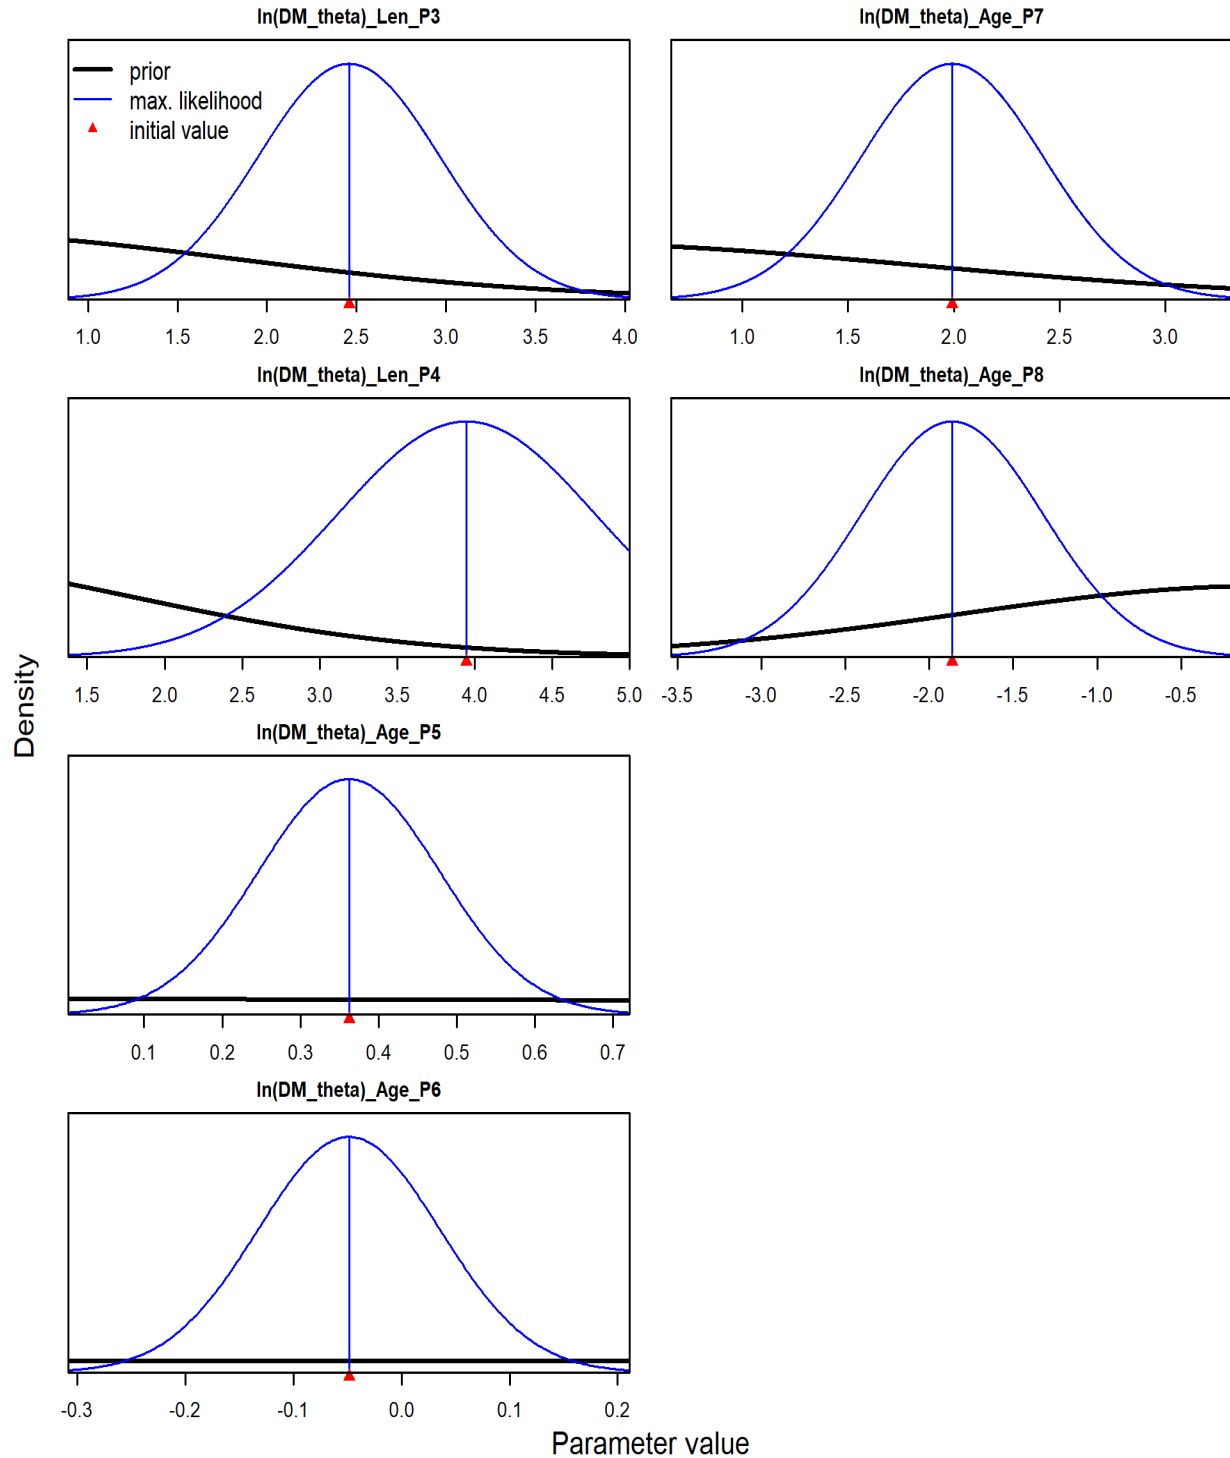 ln(DM_theta)_Len_P3
prior
max. likelihood
initial value
1.0 1.5 2.0 2.5 3.0 3.5 4.0
ln(DM_theta)_Age_P7
1.0 1.5 2.0 2.5 3.0
ln(DM_theta)_Len_P4
1.5 2.0 2.5 3.0 3.5 4.0 4.5 5.0
ln(DM_theta)_Age_P8
-3.5 -3.0 -2.5 -2.0 -1.5 -1.0 -0.5
ln(DM_theta)_Age_P5
0.1 0.2 0.3 0.4 0.5 0.6 0.7
ln(DM_theta)_Age_P6
-0.3 -0.2 -0.1 0.0 0.1 0.2
Density
Parameter value